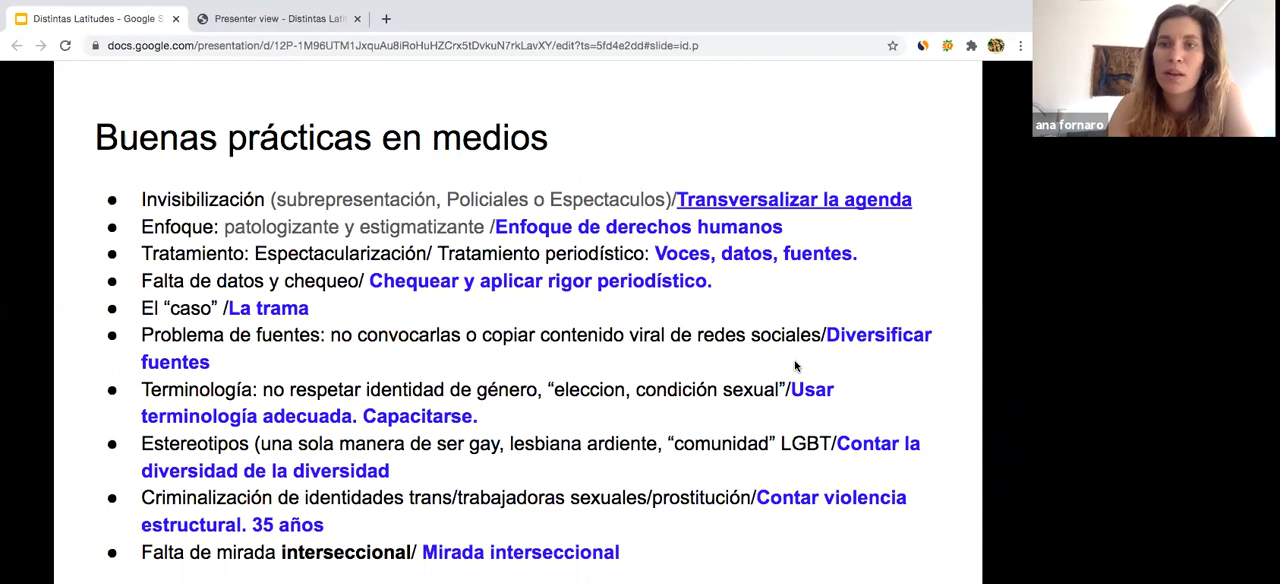 Distintas Latitudes - Google S
Presenter view - Distintas Lati
docs.google.com/presentation/d/12P-1M96UTM1JxquAu8iRoHuHZCrx5tDvkuN7rkLavXY/edit?ts=5fd4e2dd#slide=id.p
ana fornaro
Buenas prácticas en medios
● Invisibilización (subrepresentación, Policiales o Espectaculos)/Transversalizar la agenda
● Enfoque: patologizante y estigmatizante /Enfoque de derechos humanos
● Tratamiento: Espectacularización/ Tratamiento periodístico: Voces, datos, fuentes.
● Falta de datos y chequeo/ Chequear y aplicar rigor periodístico.
● El “caso” /La trama
● Problema de fuentes: no convocarlas o copiar contenido viral de redes sociales/Diversificar
fuentes
● Terminología: no respetar identidad de género, “eleccion, condición sexual”/Usar
terminología adecuada. Capacitarse.
● Estereotipos (una sola manera de ser gay, lesbiana ardiente, “comunidad” LGBT/Contar la
diversidad de la diversidad
● Criminalización de identidades trans/trabajadoras sexuales/prostitución/Contar violencia
estructural. 35 años
● Falta de mirada interseccional/ Mirada interseccional